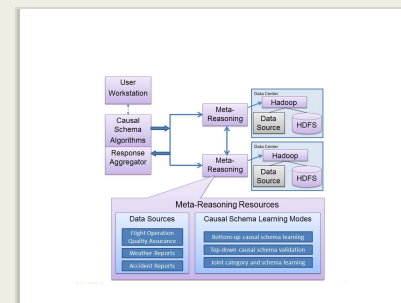 User
Workstation
Causal
Schema
Algorithms
Response
Aggregator
Meta-
Reasoning
Data Center
Hadoop
Data
Source
HDFS
Meta-
Reasoning
Data Center
Hadoop
Data
Source
HDFS
Meta-Reasoning Resources
Data Sources
Flight Operation
Quality Assurance
Weather Reports
Accident Reports
Causal Schema Learning Modes
Bottom-up causal schema learning
Top-down causal schema validation
Joint category and schema learning